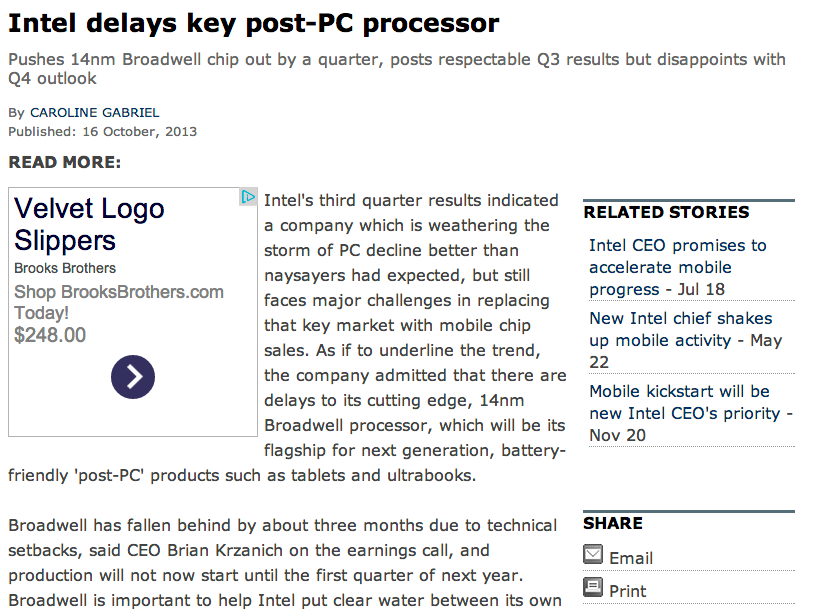 Intel delays key post-PC processor
Pushes 14nm Broadwell chip out by a quarter, posts respectable Q3 results but disappoints with
Q4 outlook
By CAROLINE GABRIEL
Published: 16 October, 2013
READ MORE:
Velvet Logo
Slippers
Brooks Brothers
Shop BrooksBrothers.com
Today!
$248.00
Intel's third quarter results indicated
a company which is weathering the
storm of PC decline better than
naysayers had expected, but still
faces major challenges in replacing
that key market with mobile chip
sales. As if to underline the trend,
the company admitted that there are
delays to its cutting edge, 14nm
Broadwell processor, which will be its
flagship for next generation, battery-
friendly 'post-PC' products such as tablets and ultrabooks.
Broadwell has fallen behind by about three months due to technical
setbacks, said CEO Brian Krzanich on the earnings call, and
production will not now start until the first quarter of next year.
Broadwell is important to help Intel put clear water between its own
RELATED STORIES
Intel CEO promises to
accelerate mobile
progress - Jul 18
New Intel chief shakes
up mobile activity - May
22
Mobile kickstart will be
new Intel CEO's priority -
Nov 20
SHARE
Email
Print